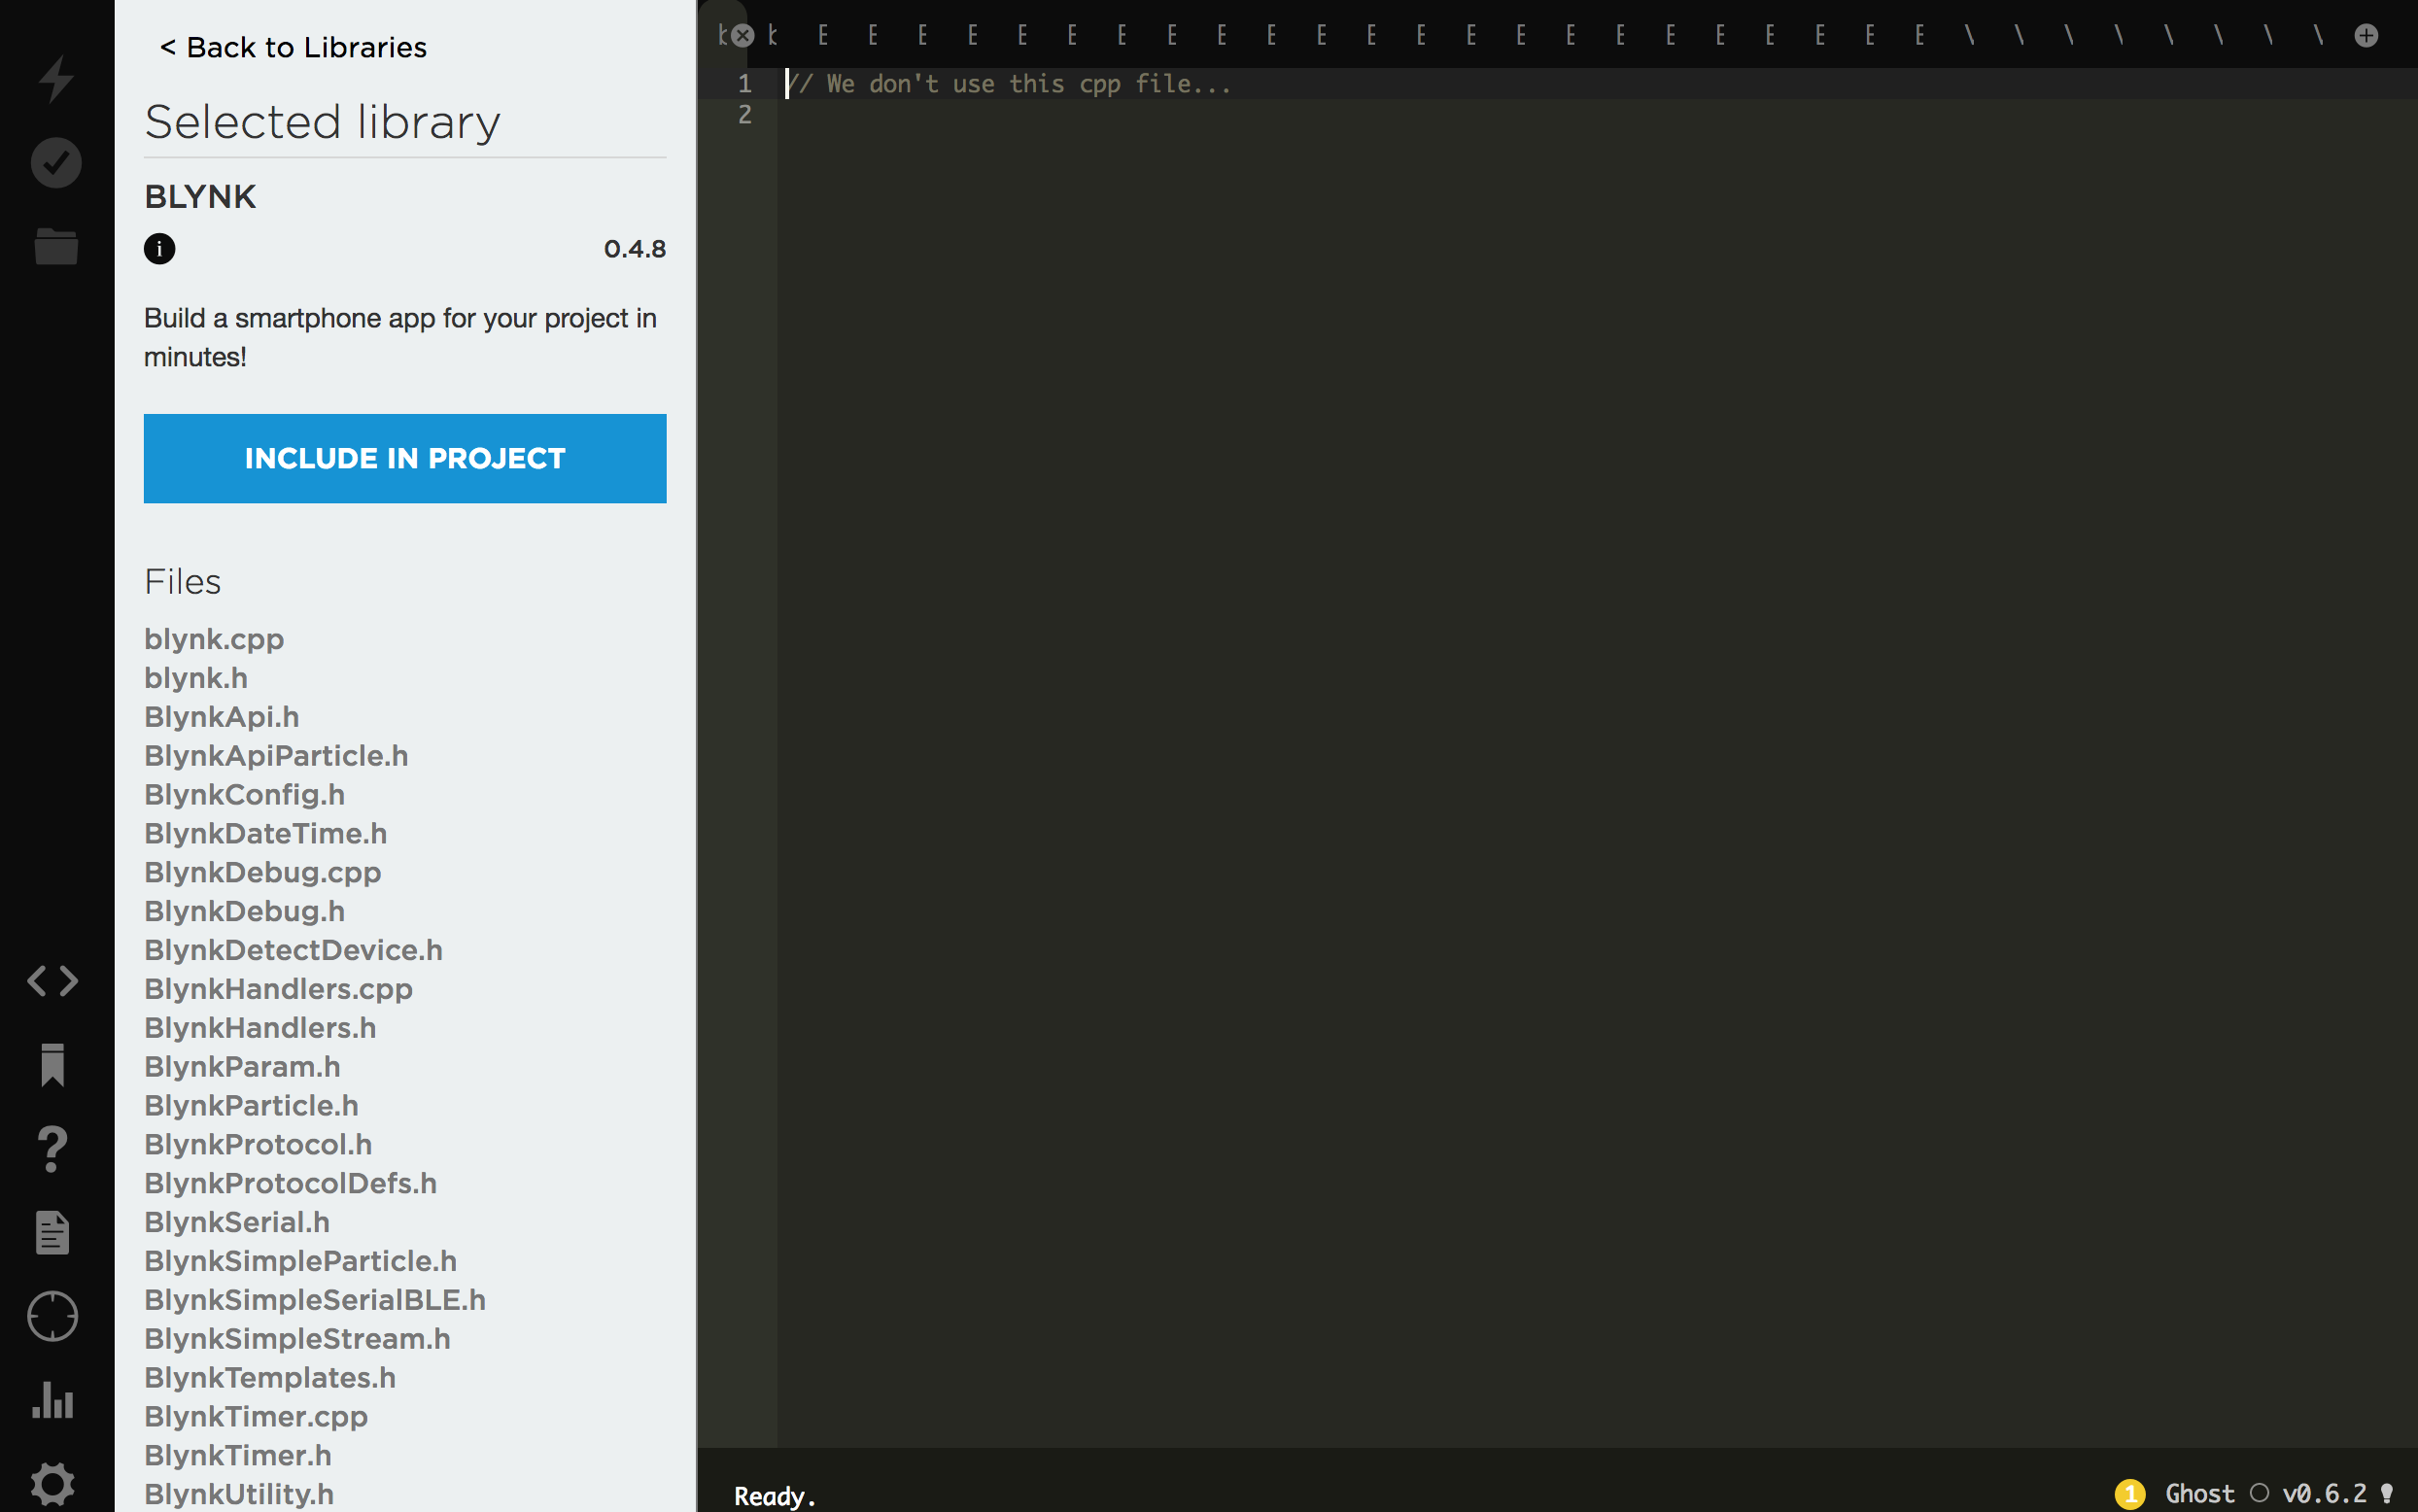 < Back to Libraries
Selected library
BLYNK
i
0.4.8
Build a smartphone app for your project in
minutes!
INCLUDE IN PROJECT
Files
blynk.cpp
blynk.h
BlynkApi.h
BlynkApiParticle.h
BlynkConfig.h
BlynkDateTime.h
BlynkDebug.cpp
BlynkDebug.h
BlynkDetectDevice.h
BlynkHandlers.cpp
BlynkHandlers.h
BlynkParam.h
BlynkParticle.h
BlynkProtocol.h
BlynkProtocolDefs.h
BlynkSerial.h
BlynkSimpleParticle.h
BlynkSimpleSerialBLE.h
BlynkSimpleStream.h
BlynkTemplates.h
BlynkTimer.cpp
BlynkTimer.h
BlynkUtility.h
1 // We don't use this cpp file...
2
Ready.
1 Ghost v0.6.2